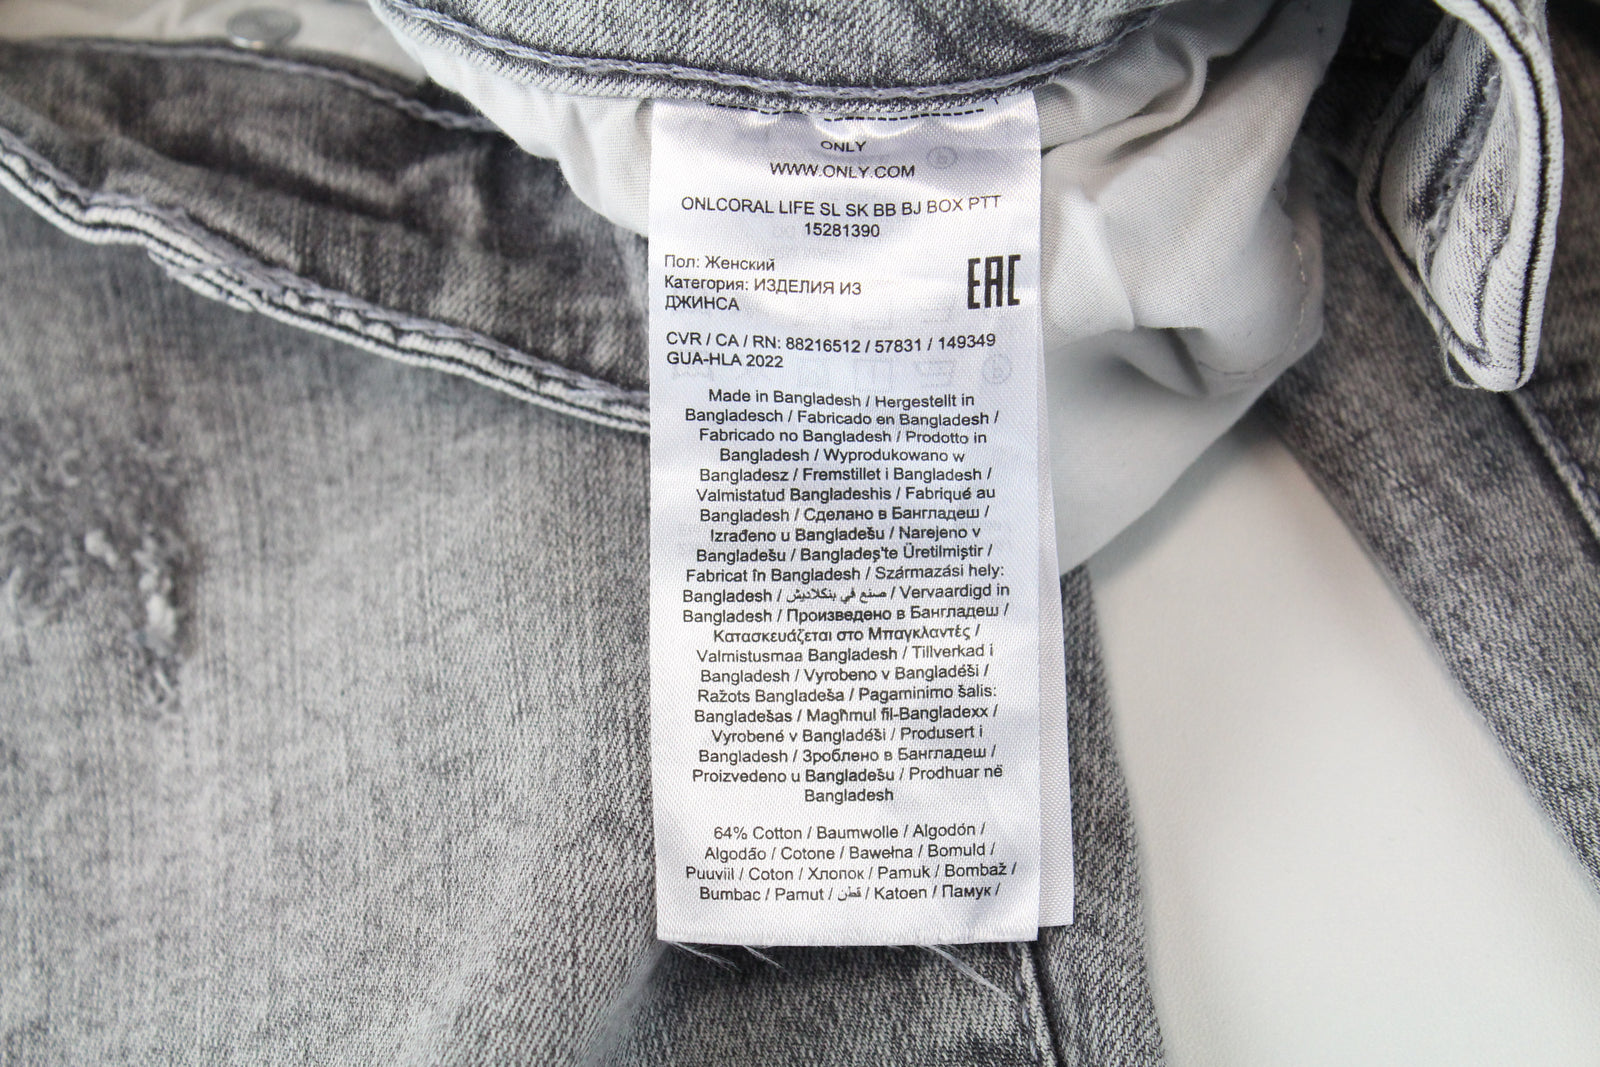 ONLY
WWW.ONLY.COM
ONLCORAL LIFE SL SK BB BJ BOX PTT
15281390
Пол: Женский
Категория: ИЗДЕЛИЯ ИЗ
ДЖИНСА
EAC
CVR / CA / RN: 88216512 / 57831 / 149349
GUA-HLA 2022
Made in Bangladesh / Hergestellt in
Bangladesch / Fabricado en Bangladesh /
Fabricado no Bangladesh / Prodotto in
Bangladesh / Wyprodukowano w
Bangladesz / Fremstillet i Bangladesh /
Valmistatud Bangladeshis / Fabriqué au
Bangladesh / Сделано в Бангладеш /
Izrađeno u Bangladešu / Narejeno v
Bangladešu / Bangladeş'te Üretilmiştir /
Fabricat în Bangladesh / Származási hely:
Bangladesh / صنع في بنكلاديش / Vervaardigd in
Bangladesh / Произведено в Бангладеш /
Κατασκευάζεται στο Μπαγκλαντές /
Valmistusmaa Bangladesh / Tillverkad i
Bangladesh / Vyrobeno v Bangladéši /
Ražots Bangladeša / Pagaminimo šalis:
Bangladešas / Magħmul fil-Bangladexx /
Vyrobené v Bangladéši / Produsert i
Bangladesh / Зроблено в Бангладеш /
Proizvedeno u Bangladešu / Prodhuar në
Bangladesh
64% Cotton / Baumwolle / Algodón /
Algodão / Cotone / Bawełna / Bomuld /
Puuviil / Coton / Хлопок / Pamuk / Bombaž /
Bumbac / Pamut / قطن / Katoen / Памук /